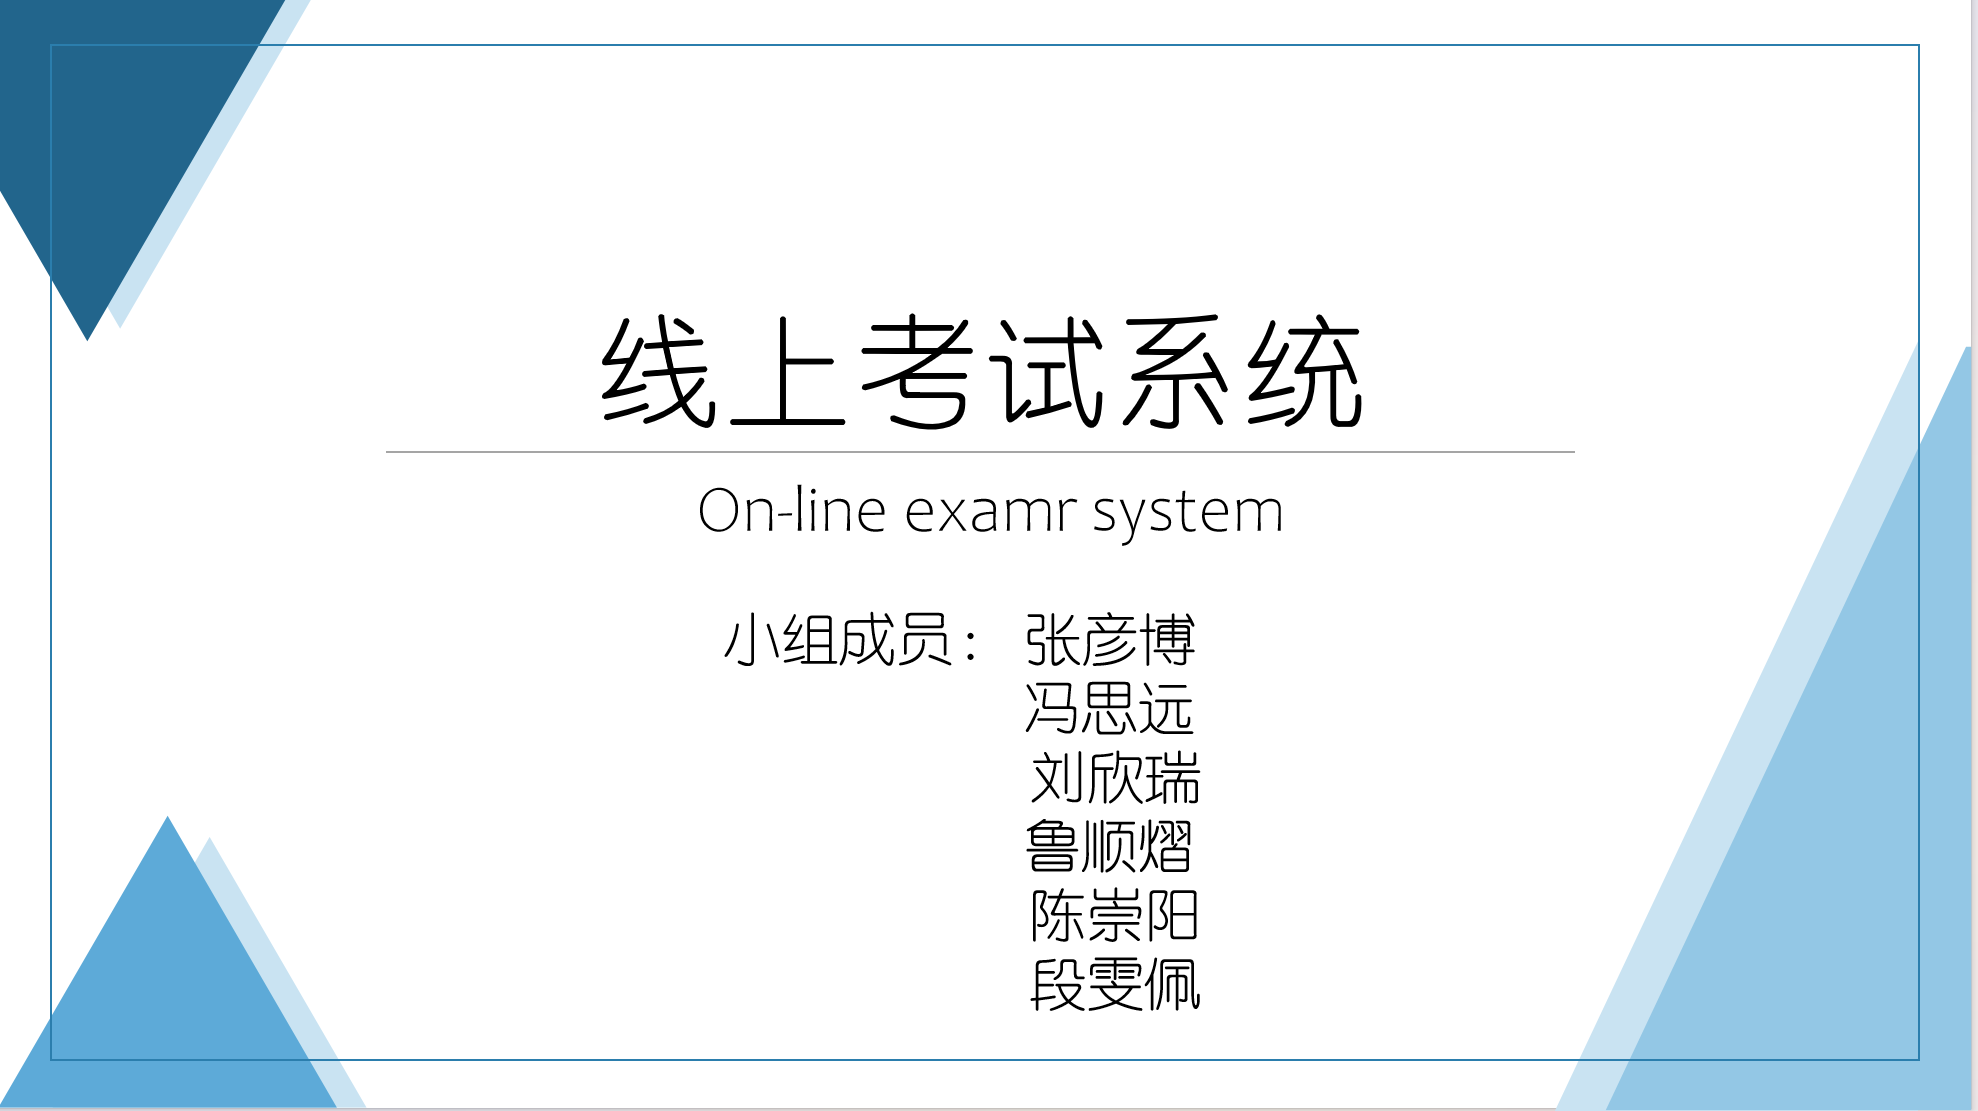 线上考试系统
On-line examr system
小组成员： 张彦博
冯思远
刘欣瑞
鲁顺熠
陈崇阳
段雯佩